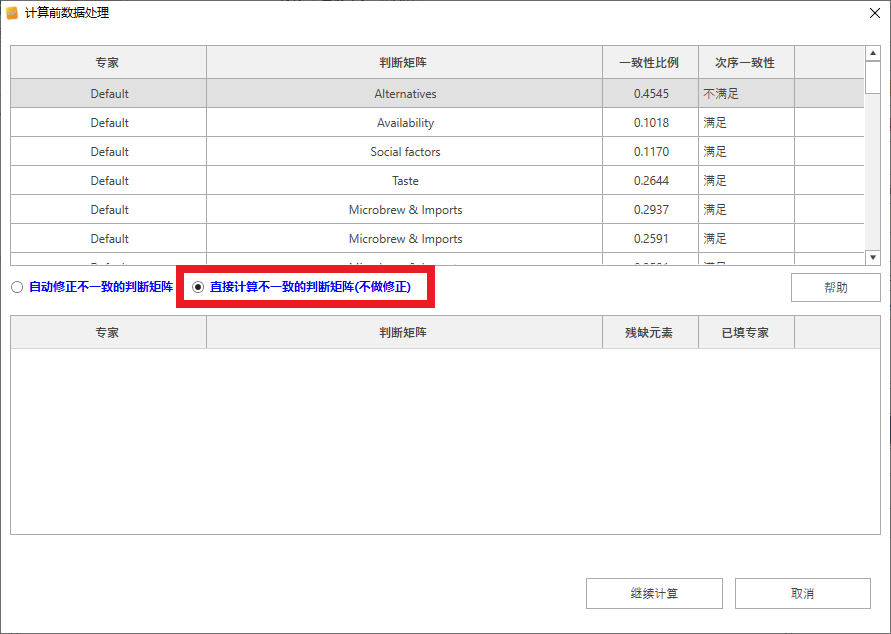 计算前数据处理
专家 判断矩阵 一致性比例 次序一致性
Default Alternatives 0.4545 不满足
Default Availability 0.1018 满足
Default Social factors 0.1170 满足
Default Taste 0.2644 满足
Default Microbrew & Imports 0.2937 满足
Default Microbrew & Imports 0.2591 满足
自动修正不一致的判断矩阵 直接计算不一致的判断矩阵(不做修正) 帮助
专家 判断矩阵 残缺元素 已填专家
继续计算 取消